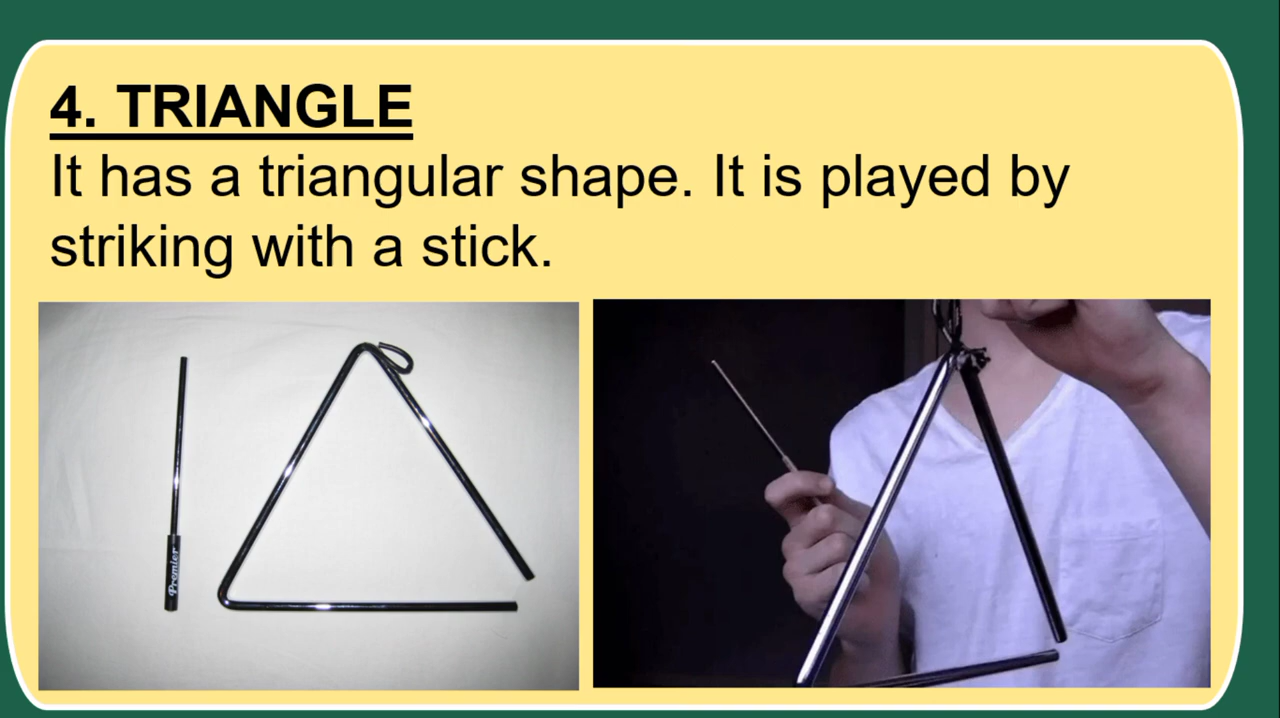 4. TRIANGLE
It has a triangular shape. It is played by
striking with a stick.
Premier